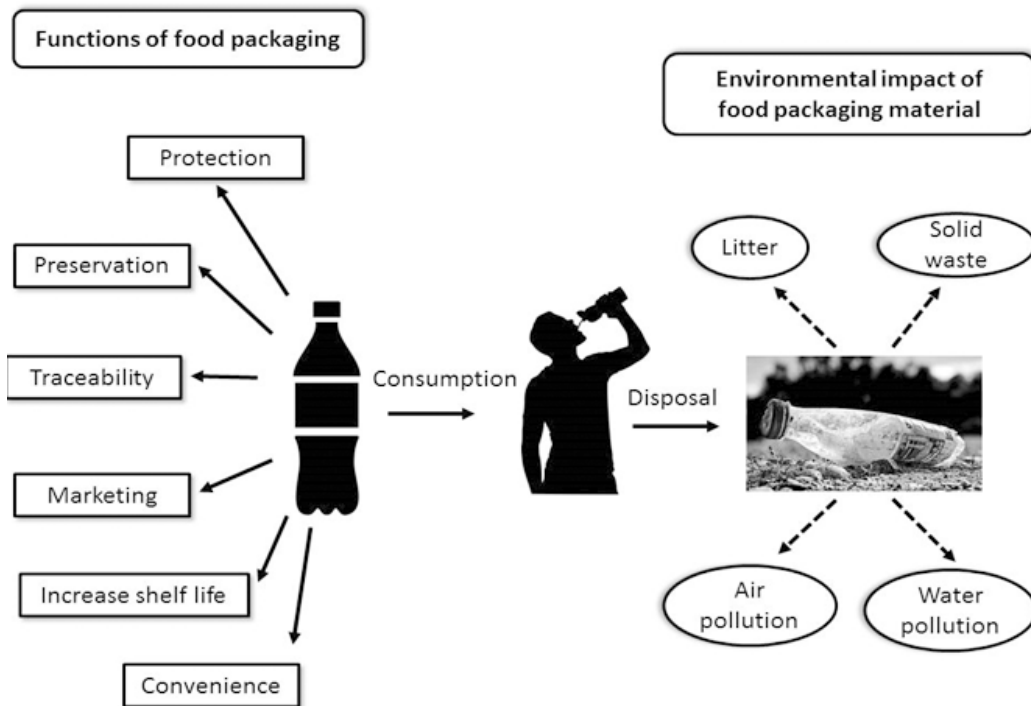 Functions of food packaging
Environmental impact of
food packaging material
Protection
Preservation
Traceability
Marketing
Increase shelf life
Convenience
Consumption
Disposal
Litter
Solid
waste
Air
pollution
Water
pollution